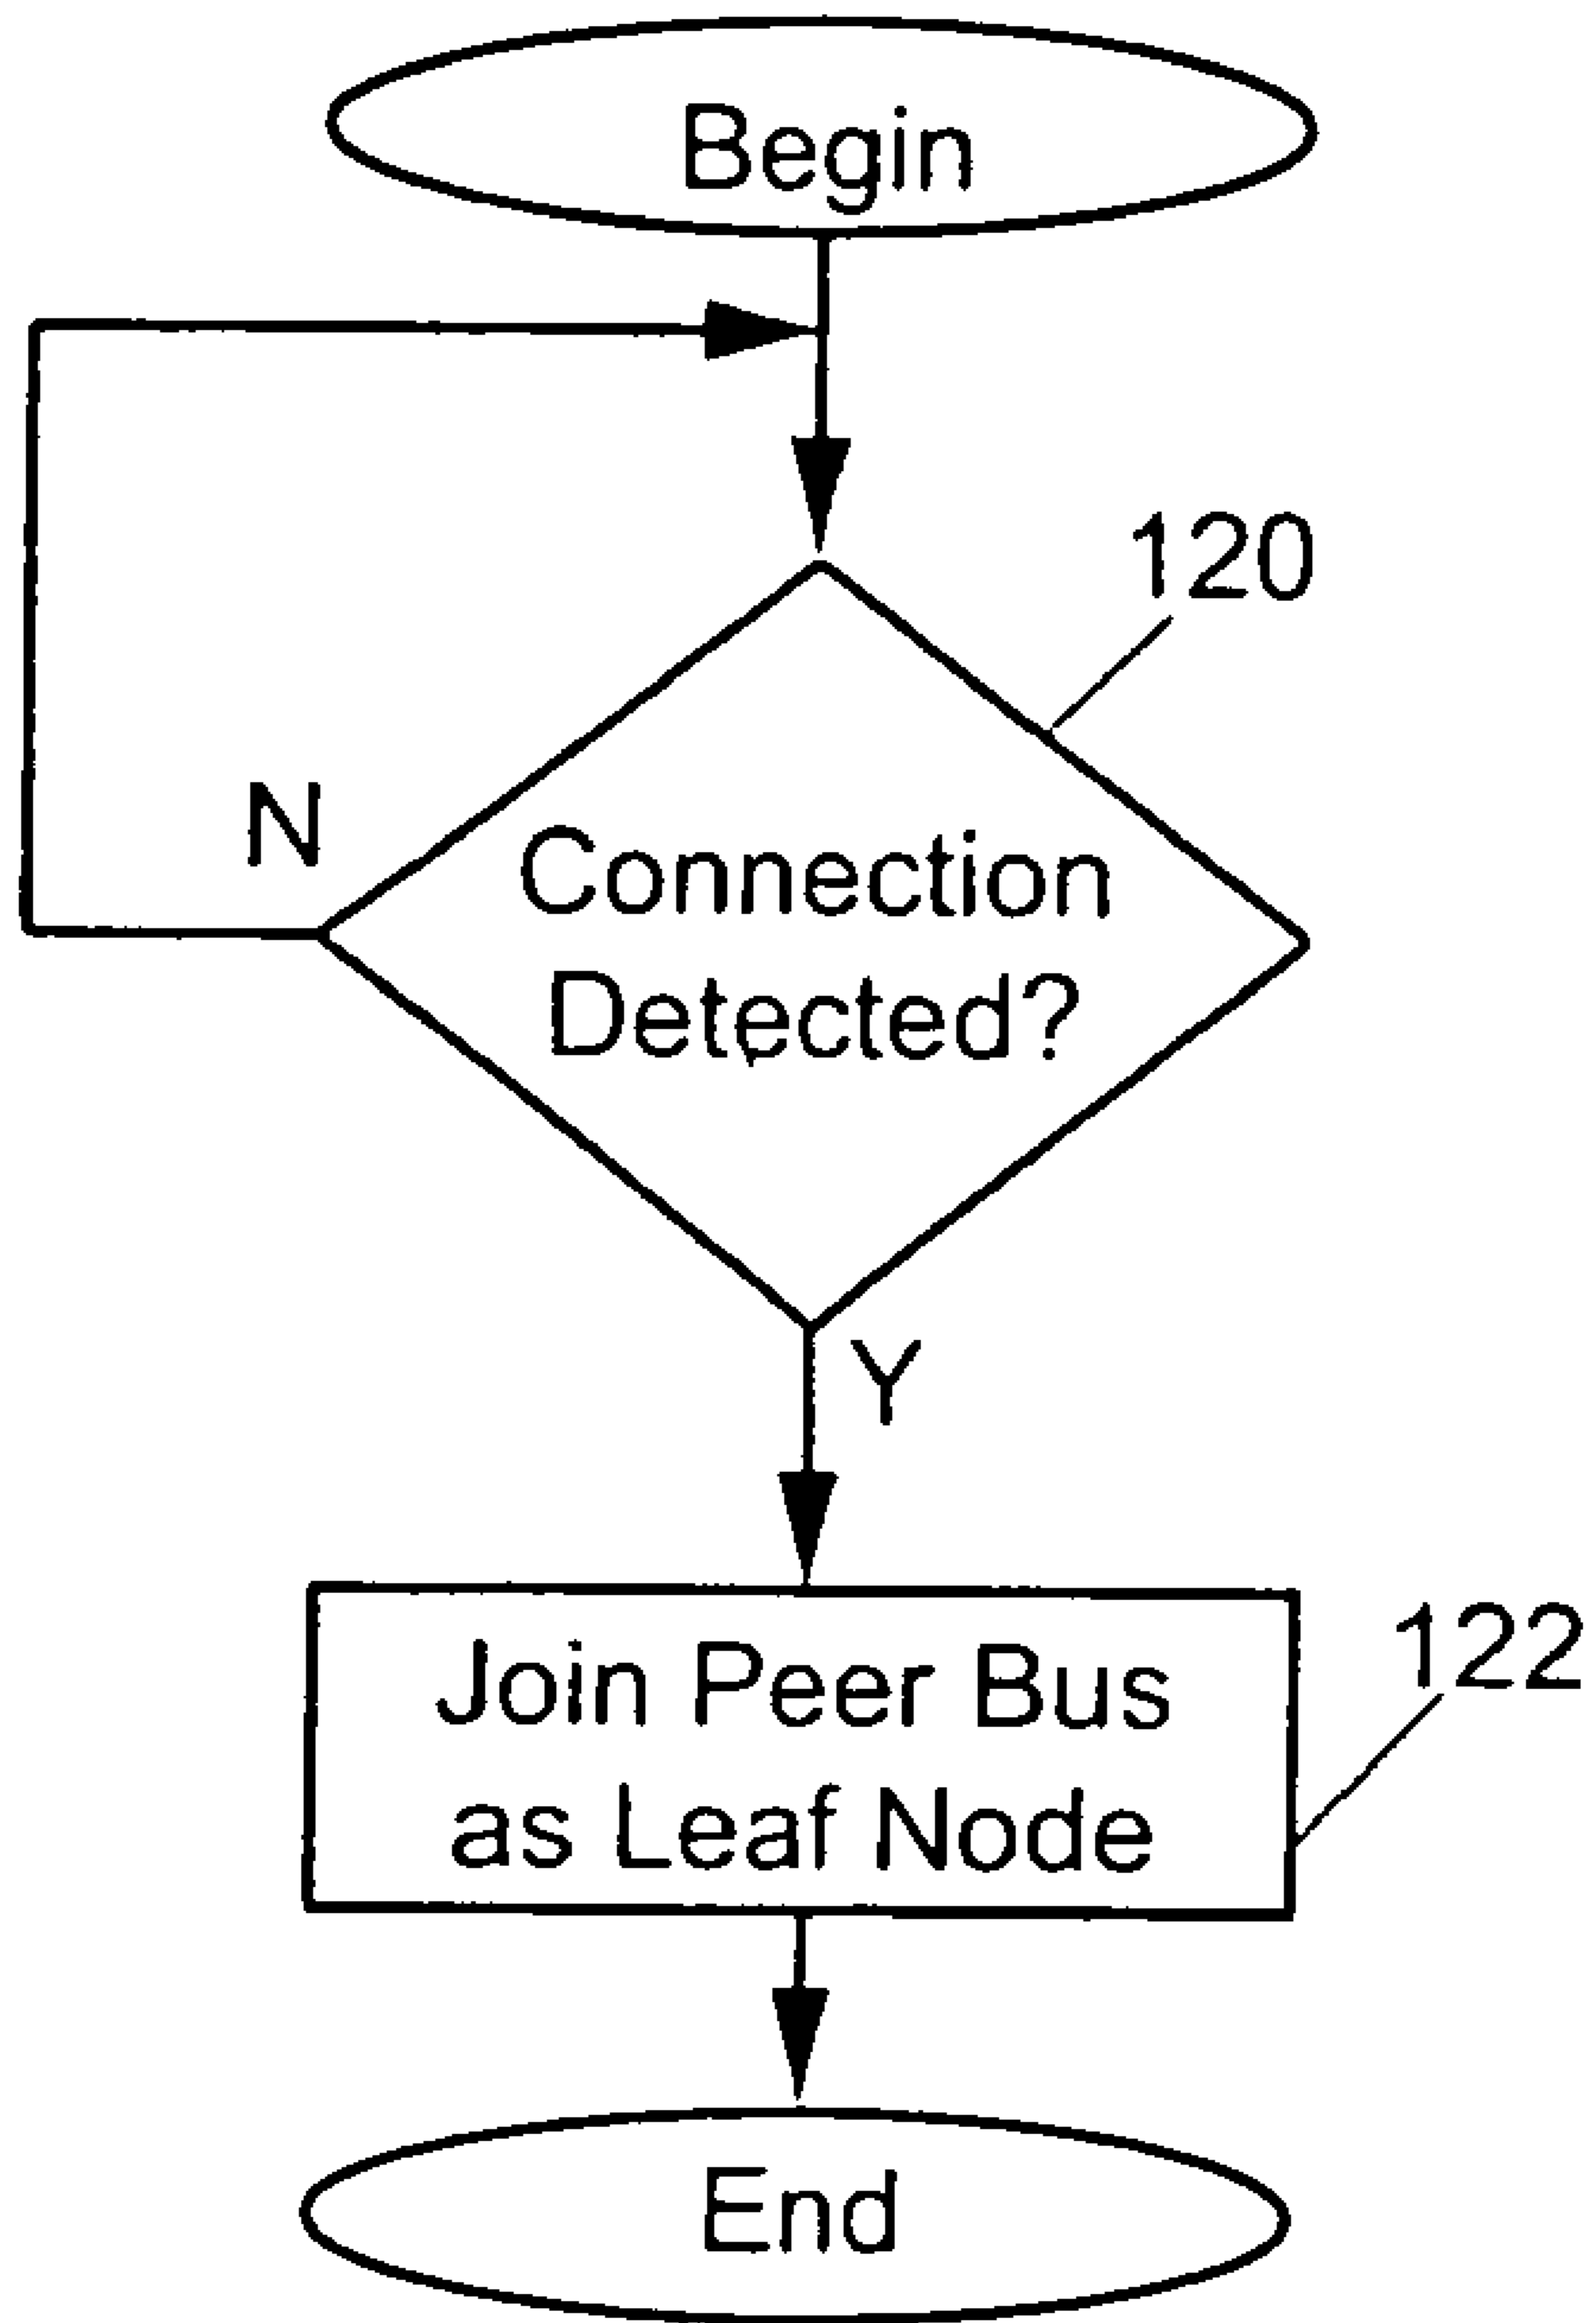 Begin
120
N
Connection
Detected?
Y
Join Peer Bus
as Leaf Node
122
End